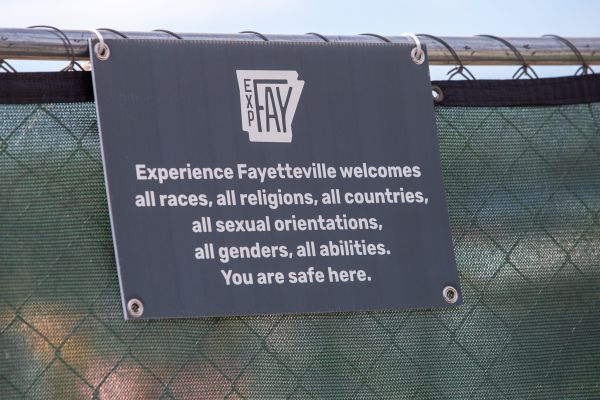 EXP
FAY
Experience Fayetteville welcomes
all races, all religions, all countries,
all sexual orientations,
all genders, all abilities.
You are safe here.